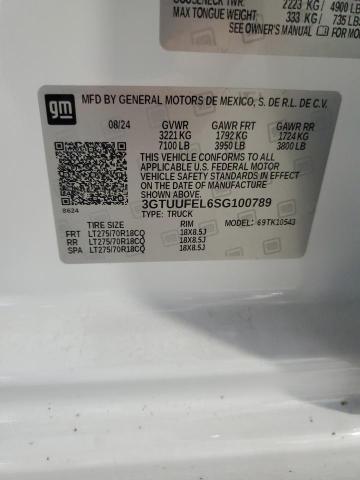 GOOSENECK TWR: 2223 KG/ 4900 LB
MAX TONGUE WEIGHT: 333 KG/ 735 LB
SEE OWNER'S MANUAL
gm MFD BY GENERAL MOTORS DE MEXICO, S. DE R.L. DE C.V.
08/24 GVWR GAWR FRT GAWR RR
3221 KG 1792 KG 1724 KG
7100 LB 3950 LB 3800 LB
THIS VEHICLE CONFORMS TO ALL
APPLICABLE U.S. FEDERAL MOTOR
VEHICLE SAFETY STANDARDS IN
EFFECT ON THE DATE OF
MANUFACTURE SHOWN ABOVE.
8624 3GTUUFEL6SG100789
TYPE: TRUCK MODEL: 69TK10543
TIRE SIZE RIM
FRT LT275/70R18CQ 18X8.5J
RR LT275/70R18CQ 18X8.5J
SPA LT275/70R18CQ 18X8.5J